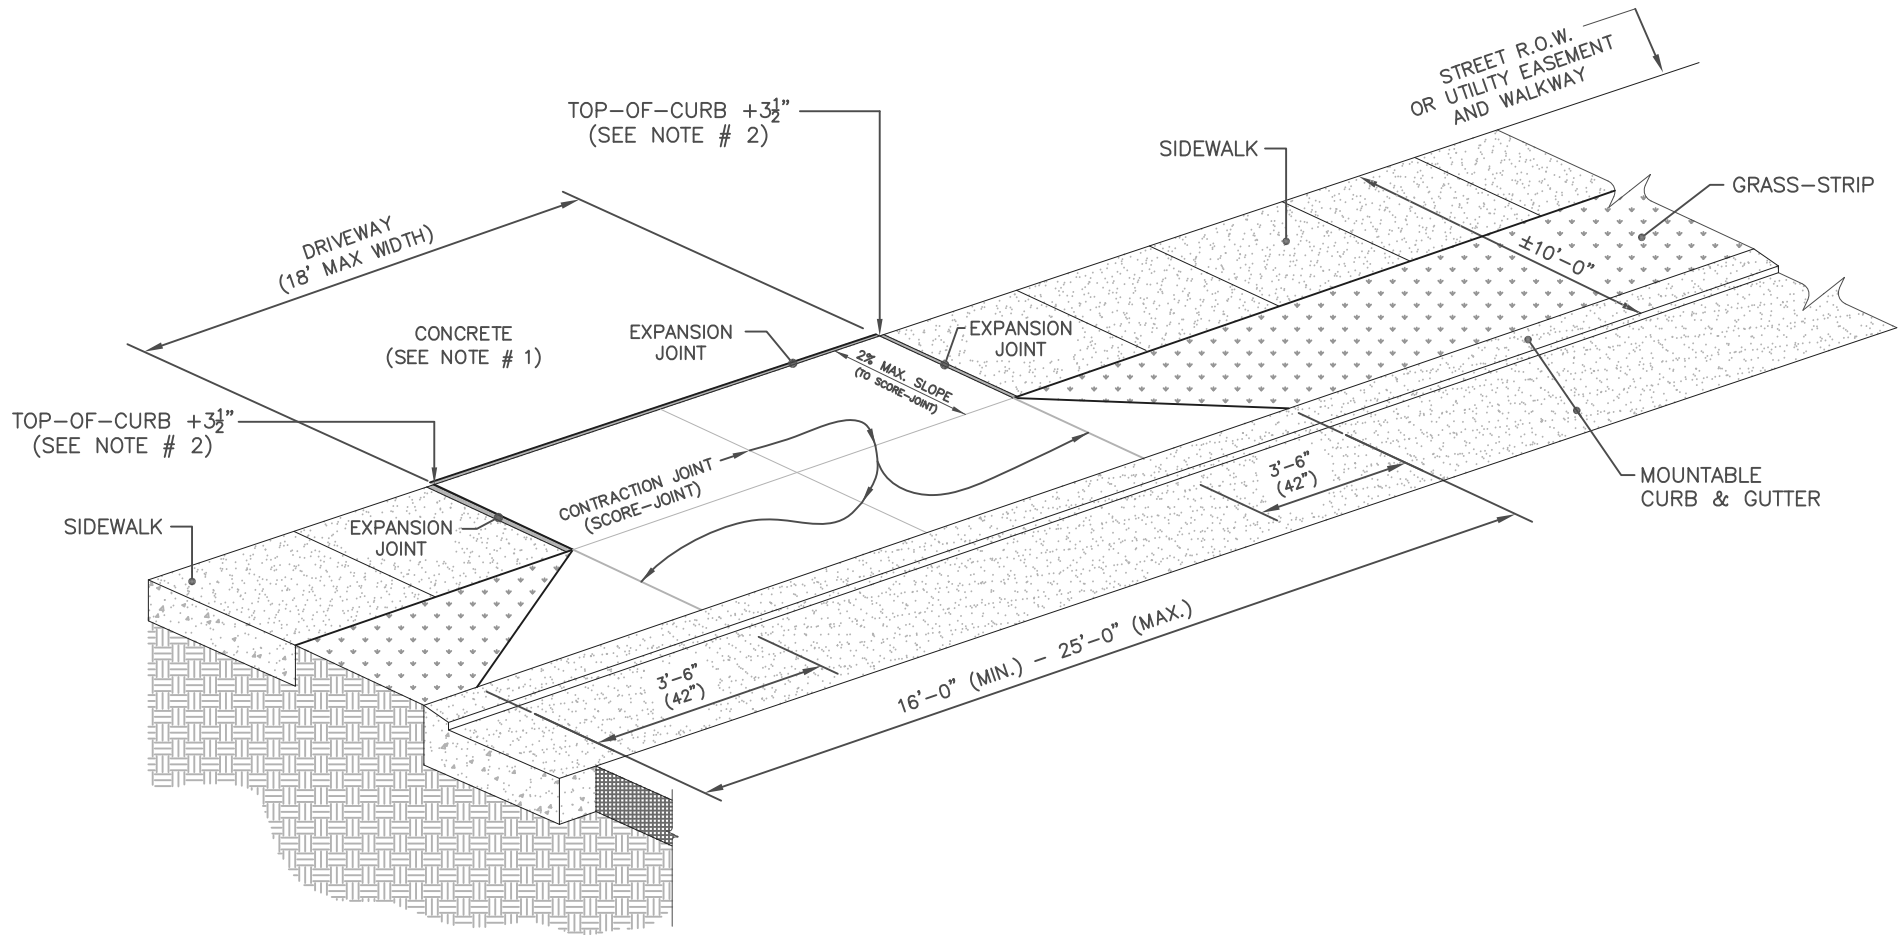 STREET R.O.W.
OR UTILITY EASEMENT
AND WALKWAY
TOP-OF-CURB +3½"
(SEE NOTE # 2)
SIDEWALK
GRASS-STRIP
DRIVEWAY
(18' MAX WIDTH)
±10'-0"
CONCRETE
(SEE NOTE # 1)
EXPANSION
JOINT
EXPANSION
JOINT
2% MAX. SLOPE
(TO SCORE-JOINT)
TOP-OF-CURB +3½"
(SEE NOTE # 2)
CONTRACTION JOINT
(SCORE-JOINT)
3'-6"
(42")
MOUNTABLE
CURB & GUTTER
SIDEWALK
EXPANSION
JOINT
3'-6"
(42")
16'-0" (MIN.) - 25'-0" (MAX.)